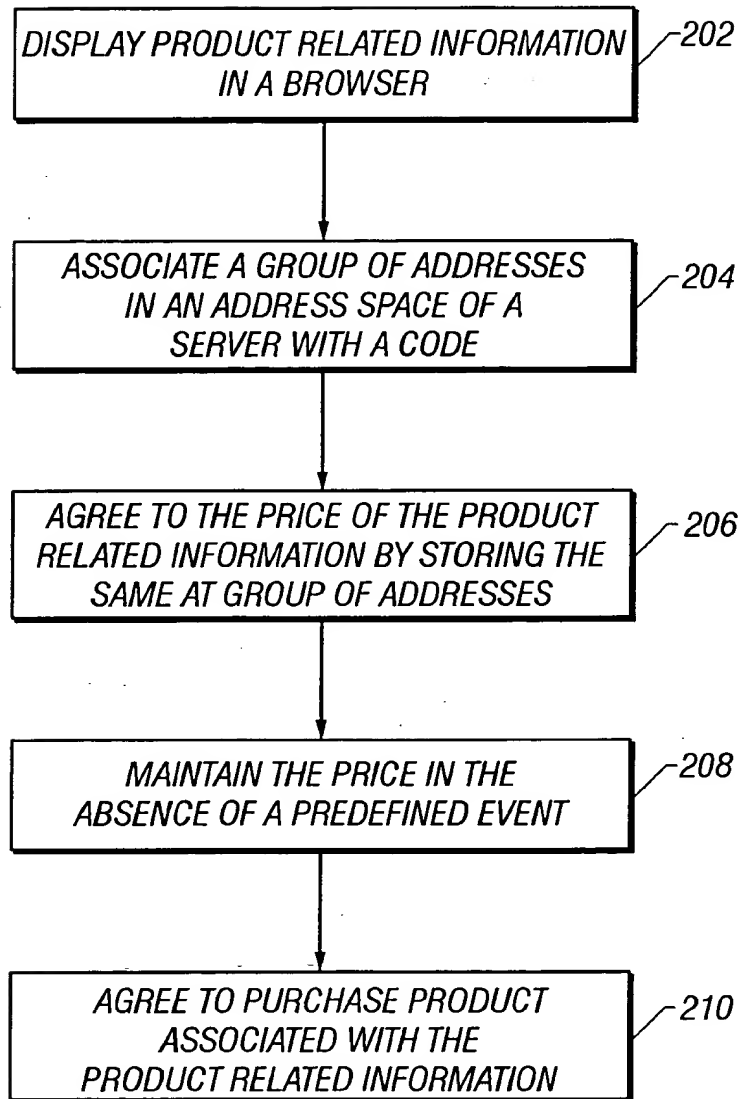 DISPLAY PRODUCT RELATED INFORMATION
IN A BROWSER
202
ASSOCIATE A GROUP OF ADDRESSES
IN AN ADDRESS SPACE OF A
SERVER WITH A CODE
204
AGREE TO THE PRICE OF THE PRODUCT
RELATED INFORMATION BY STORING THE
SAME AT GROUP OF ADDRESSES
206
MAINTAIN THE PRICE IN THE
ABSENCE OF A PREDEFINED EVENT
208
AGREE TO PURCHASE PRODUCT
ASSOCIATED WITH THE
PRODUCT RELATED INFORMATION
210